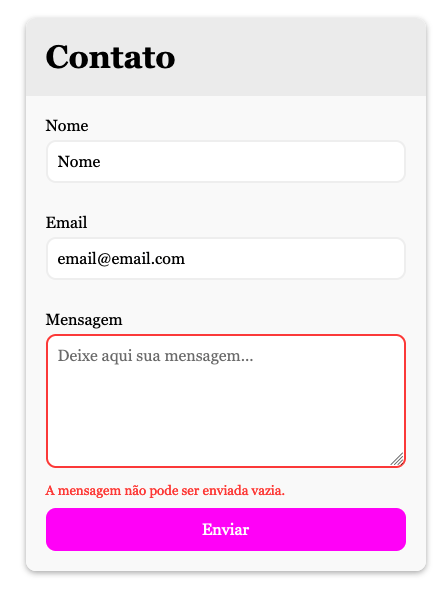 Contato
Nome
Nome
Email
email@email.com
Mensagem
Deixe aqui sua mensagem...
A mensagem não pode ser enviada vazia.
Enviar